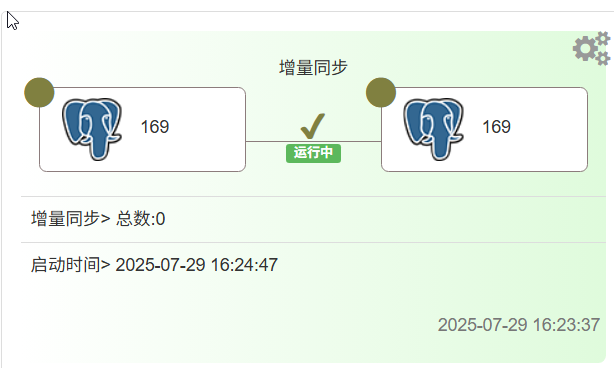 增量同步
169
169
运行中
增量同步> 总数:0
启动时间> 2025-07-29 16:24:47
2025-07-29 16:23:37